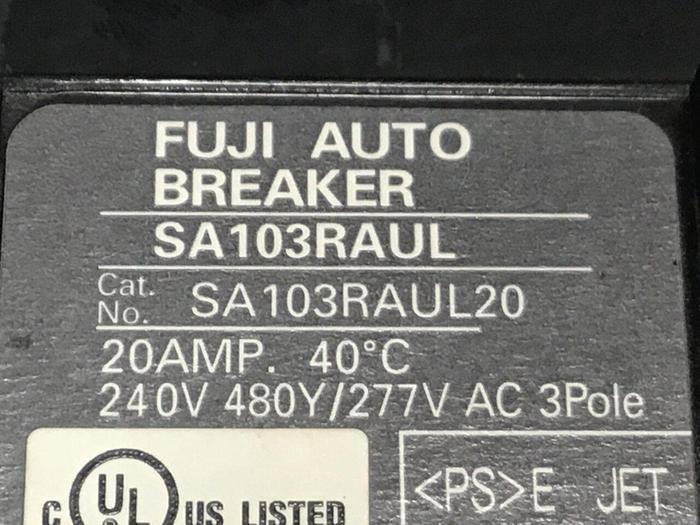 FUJI AUTO
BREAKER
SA103RAUL
Cat.
No. SA103RAUL20
20AMP. 40°C
240V 480Y/277V AC 3Pole
C UL US LISTED
<PS>E JET